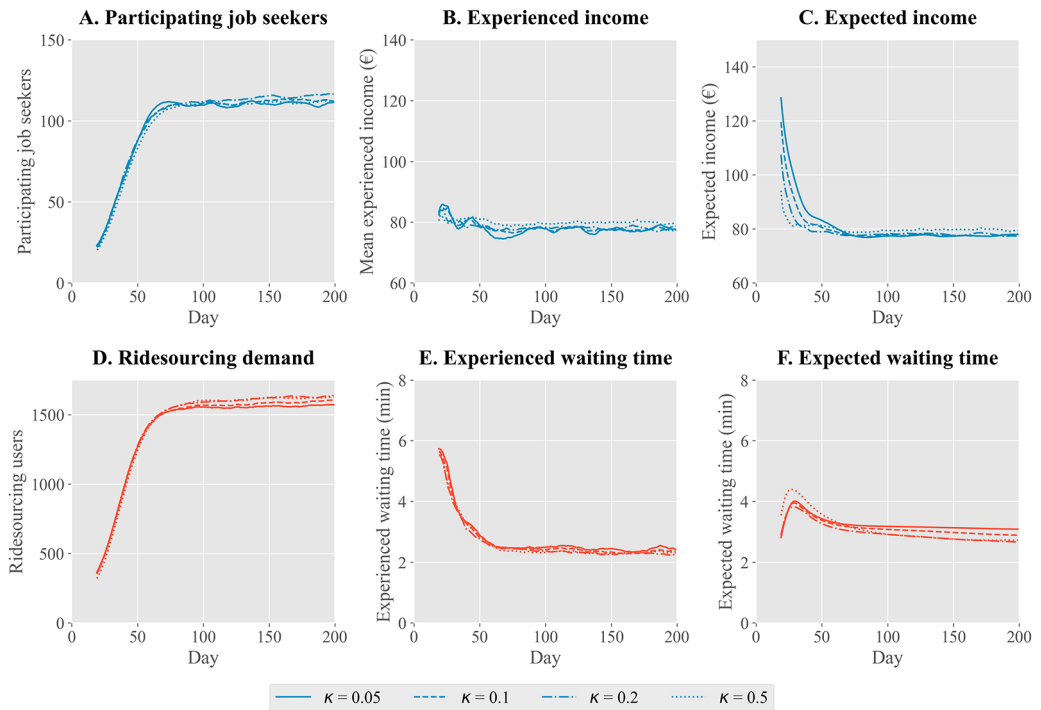 A. Participating job seekers
B. Experienced income
C. Expected income
150
100
50
0
Participating job seekers
0 50 100 150 200
Day
140
120
100
80
60
Mean experienced income (€)
0 50 100 150 200
Day
140
120
100
80
60
Expected income (€)
0 50 100 150 200
Day
D. Ridesourcing demand
E. Experienced waiting time
F. Expected waiting time
1500
1000
500
0
Ridesourcing users
0 50 100 150 200
Day
8
6
4
2
0
Experienced waiting time (min)
0 50 100 150 200
Day
8
6
4
2
0
Expected waiting time (min)
0 50 100 150 200
Day
κ = 0.05 κ = 0.1 κ = 0.2 κ = 0.5